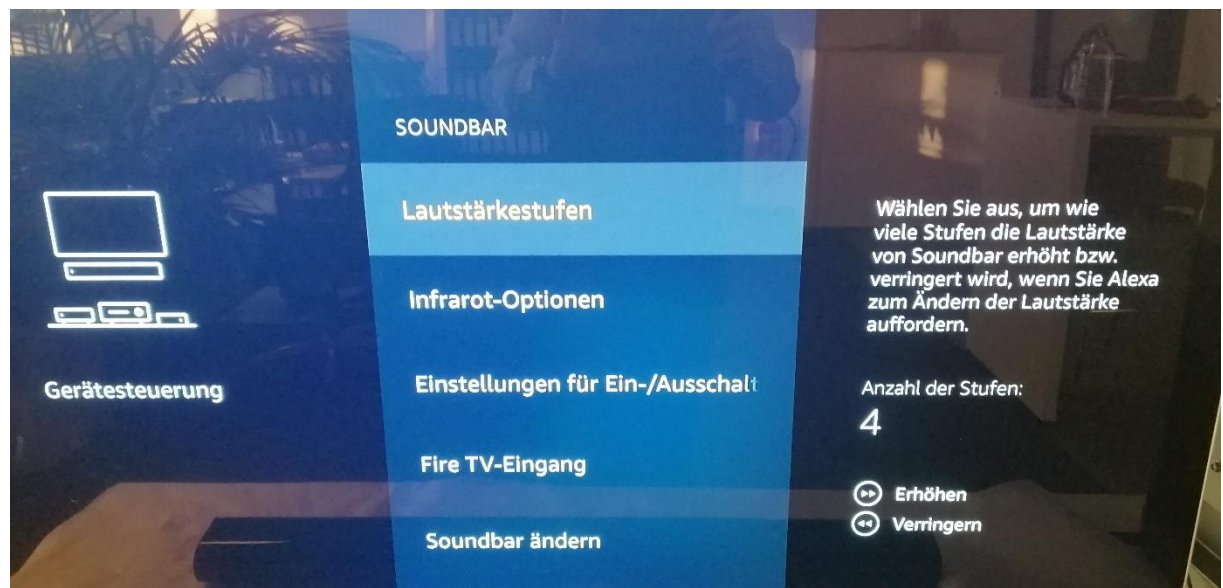 SOUNDBAR
Lautstärkestufen
Infrarot-Optionen
Einstellungen für Ein-/Ausschalt
Fire TV-Eingang
Soundbar ändern
Gerätesteuerung
Wählen Sie aus, um wie
viele Stufen die Lautstärke
von Soundbar erhöht bzw.
verringert wird, wenn Sie Alexa
zum Ändern der Lautstärke
auffordern.
Anzahl der Stufen:
4
Erhöhen
Verringern